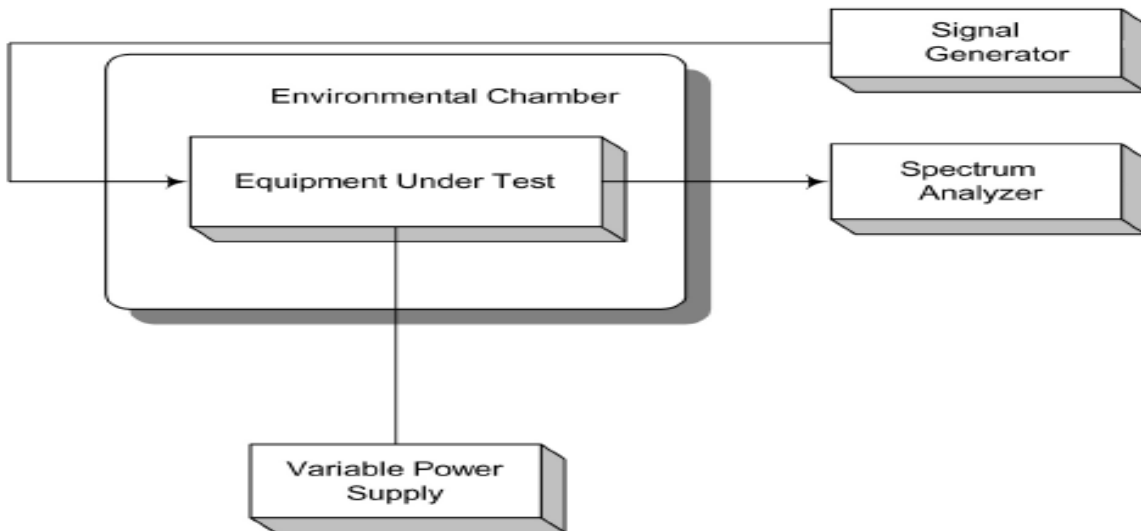 Signal
Generator
Environmental Chamber
Equipment Under Test
Spectrum
Analyzer
Variable Power
Supply